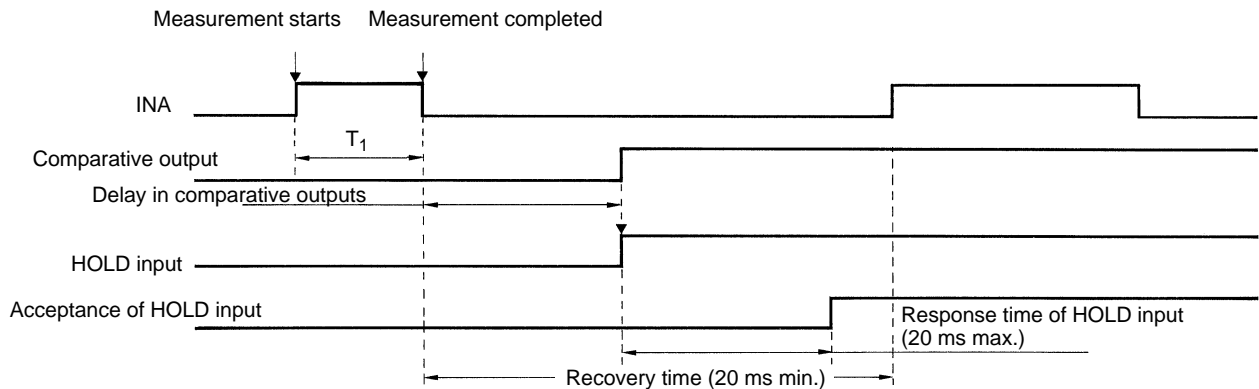 Measurement starts
Measurement completed
INA
T1
Comparative output
Delay in comparative outputs
HOLD input
Acceptance of HOLD input
Response time of HOLD input
(20 ms max.)
Recovery time (20 ms min.)